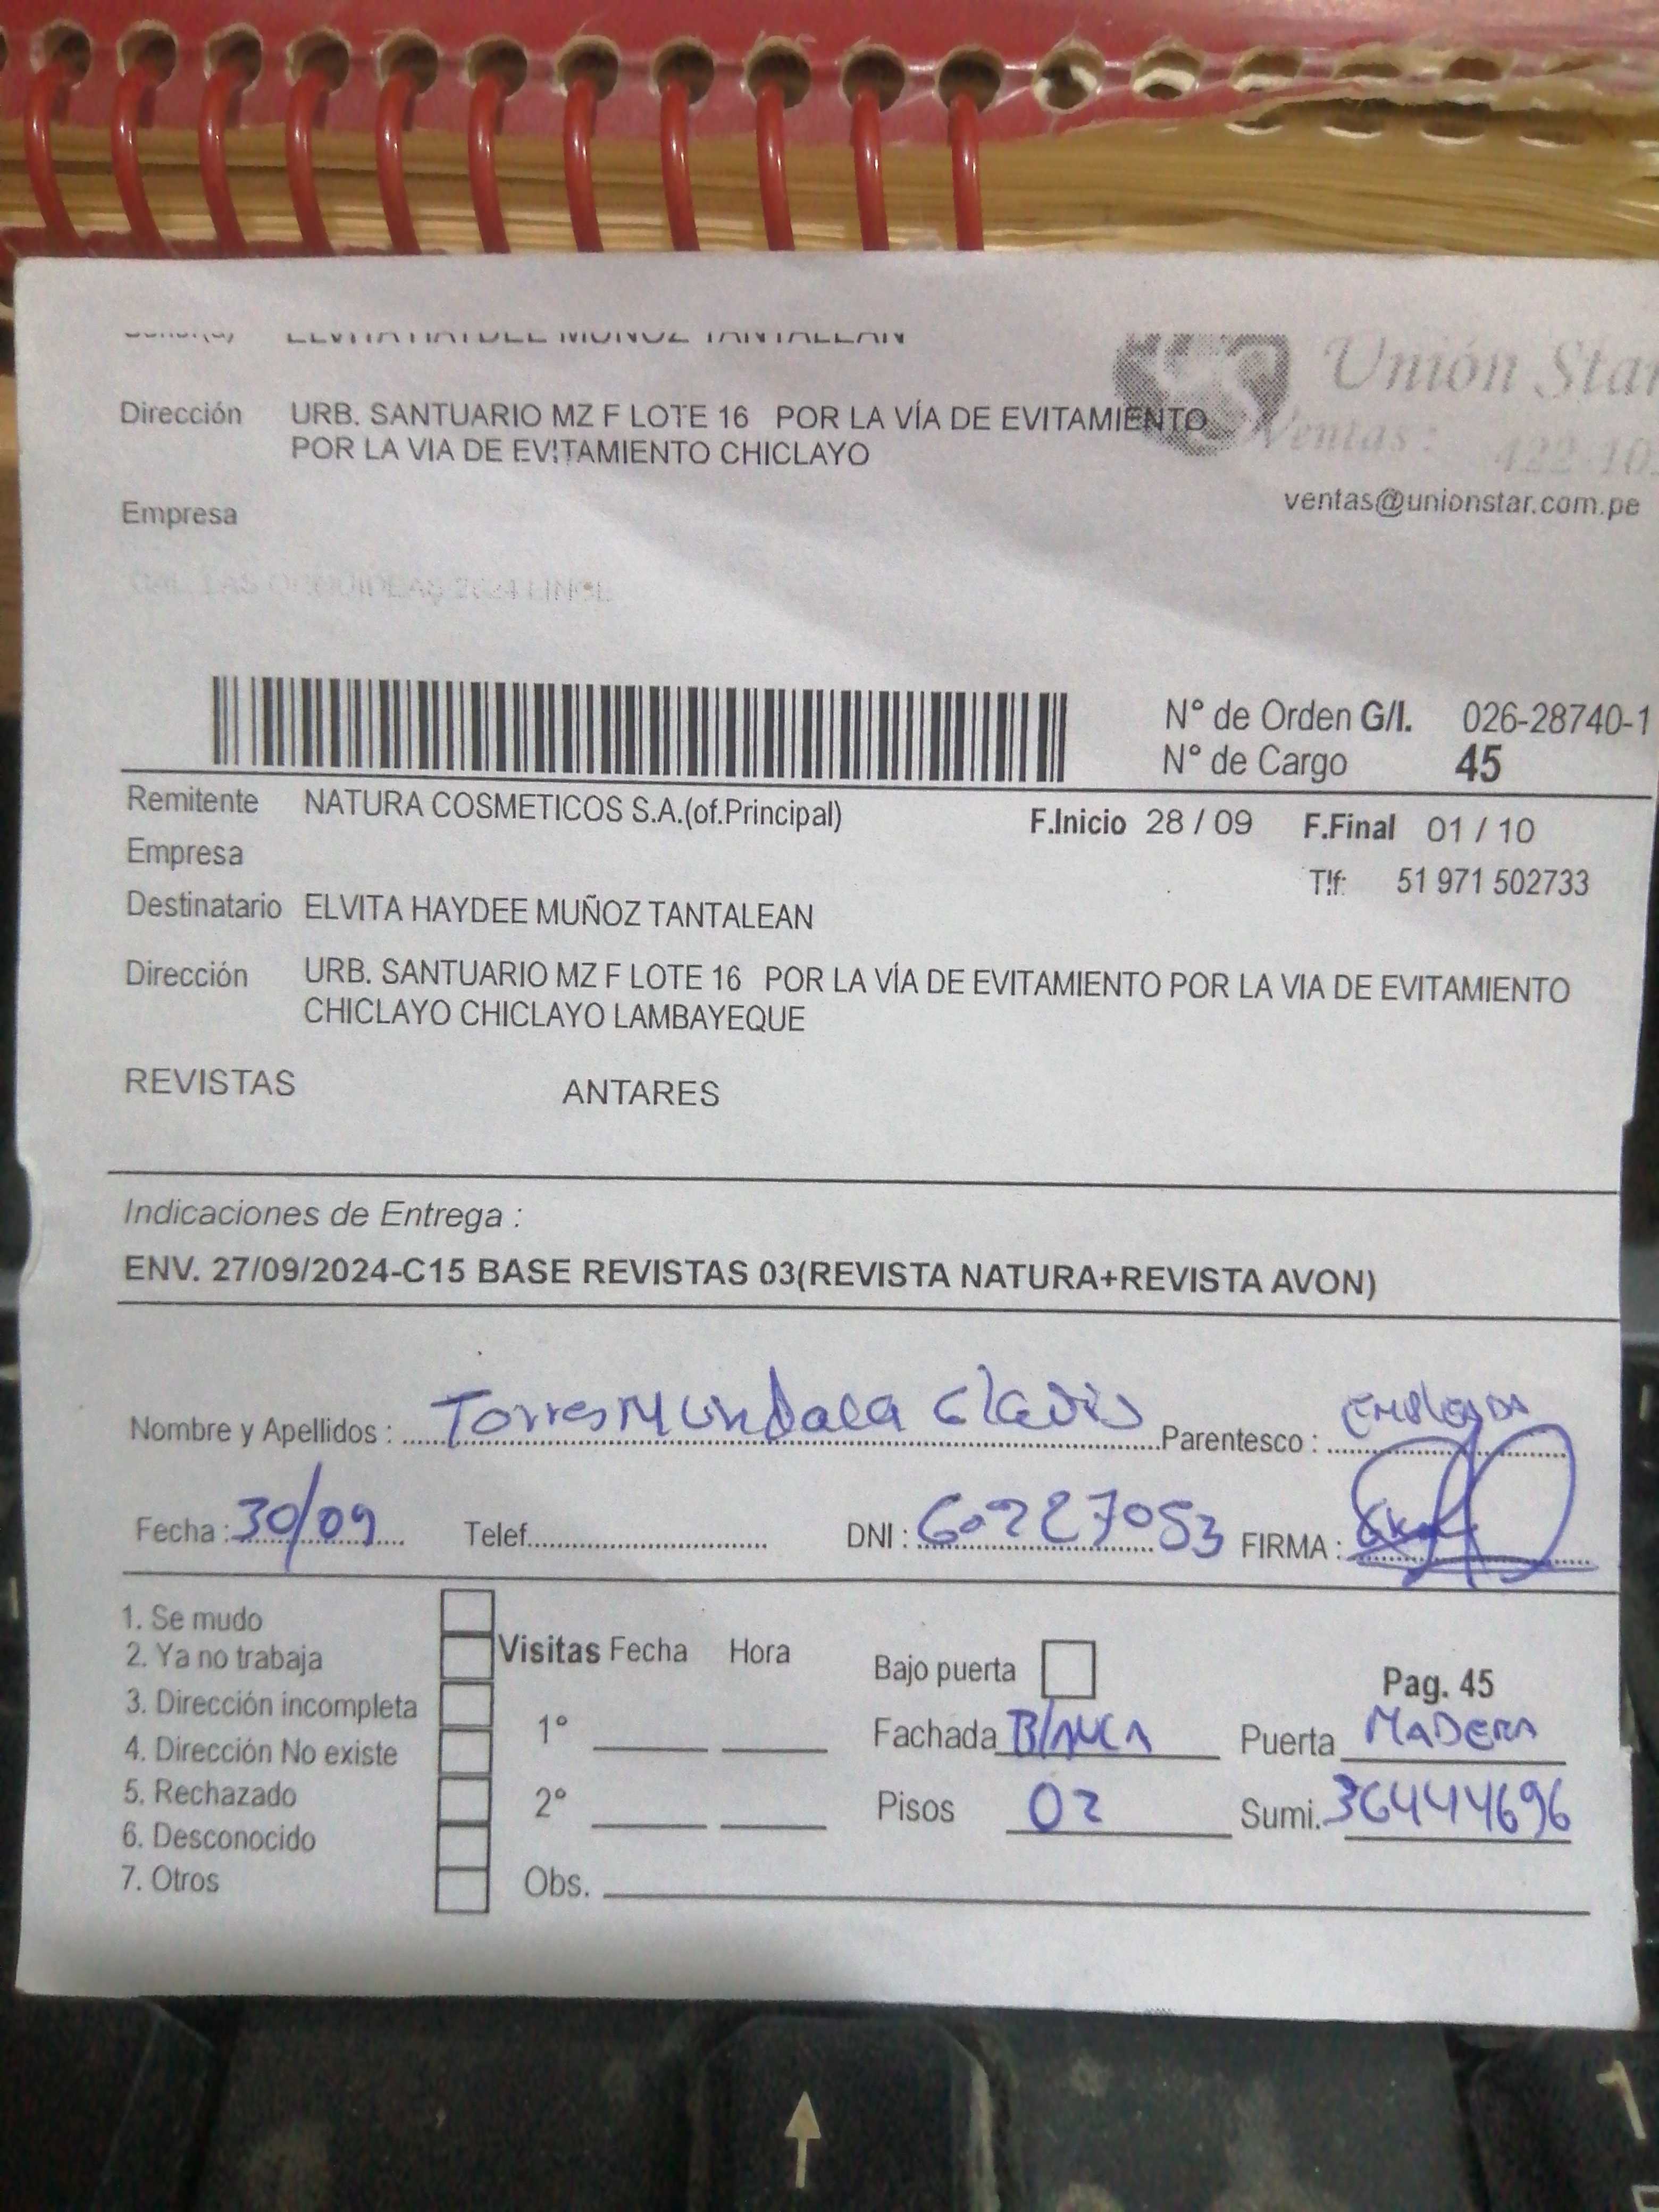 ELVITA HAYDEE MUÑOZ TANTALEAN
Unión Star
Dirección URB. SANTUARIO MZ F LOTE 16 POR LA VÍA DE EVITAMIENTO
POR LA VIA DE EVITAMIENTO CHICLAYO
Ventas: 422-10
ventas@unionstar.com.pe
Empresa
N° de Orden G/I. 026-28740-1
N° de Cargo 45
Remitente NATURA COSMETICOS S.A.(of.Principal) F.Inicio 28 / 09 F.Final 01 / 10
Empresa
Tlf: 51 971 502733
Destinatario ELVITA HAYDEE MUÑOZ TANTALEAN
Dirección URB. SANTUARIO MZ F LOTE 16 POR LA VÍA DE EVITAMIENTO POR LA VIA DE EVITAMIENTO
CHICLAYO CHICLAYO LAMBAYEQUE
REVISTAS ANTARES
Indicaciones de Entrega :
ENV. 27/09/2024-C15 BASE REVISTAS 03(REVISTA NATURA+REVISTA AVON)
Nombre y Apellidos : Torres Mundaca Parentesco : EMPLEADA
Fecha : 30/09 Telef. DNI : 60227053 FIRMA :
1. Se mudo
2. Ya no trabaja Visitas Fecha Hora Bajo puerta Pag. 45
3. Dirección incompleta
4. Dirección No existe 1° Fachada BlANCA Puerta MADERA
5. Rechazado 2° Pisos 02 Sumi. 36444696
6. Desconocido
7. Otros Obs.